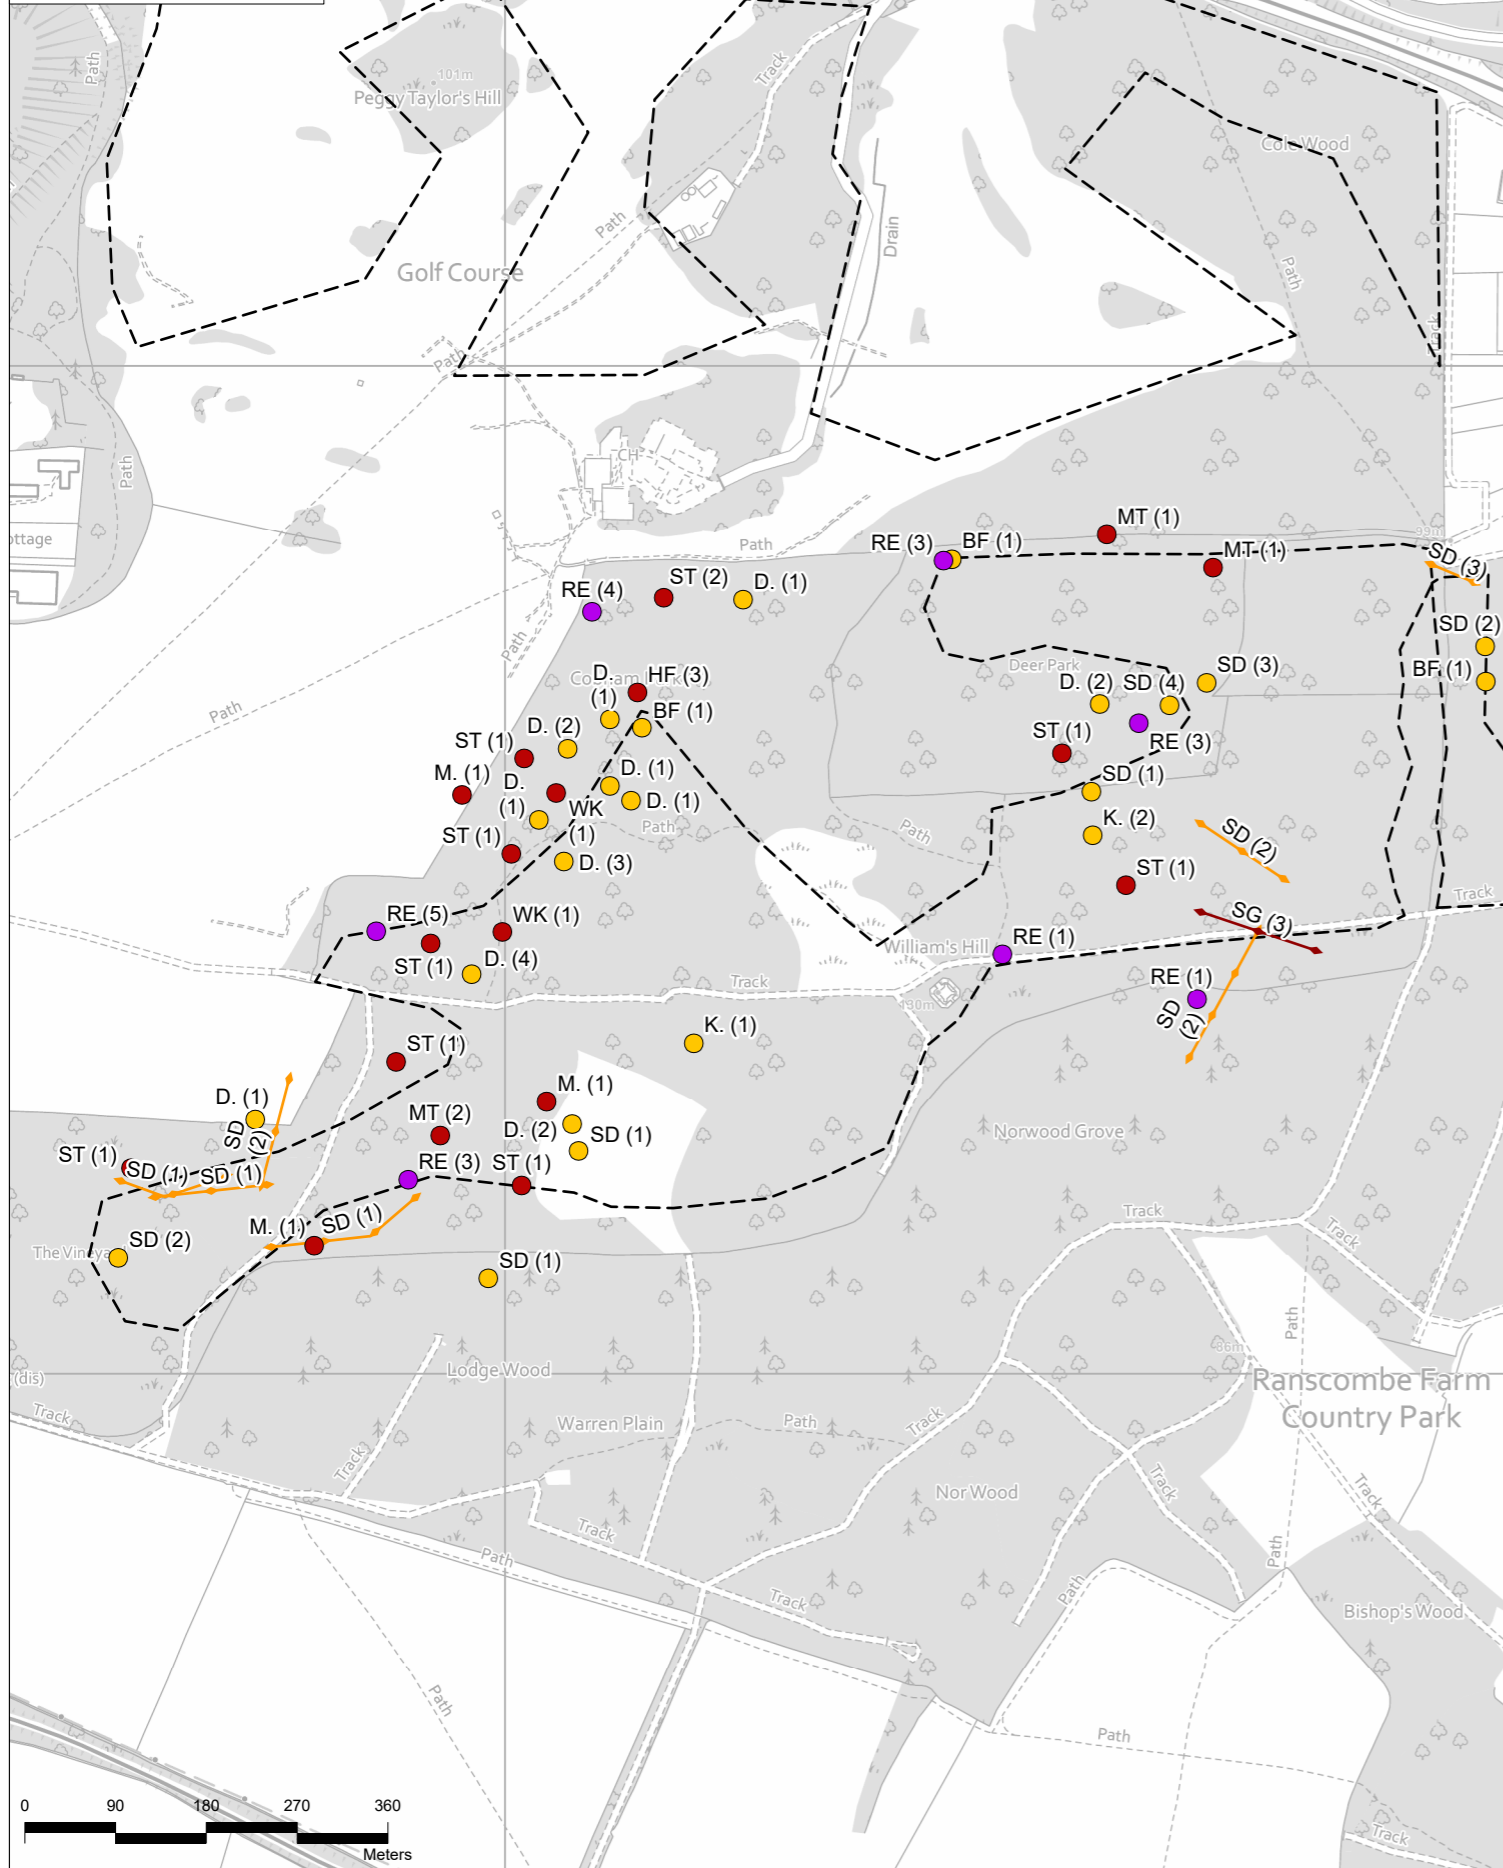 Path
101m
Peggy Taylor's Hill
Track
Cole Wood
Path
Drain
Golf Course
Path
Track
Path
CH
Path
ottage
Path
MT (1)
RE (3)
BF (1)
MT (1)
99m
SD (3)
ST (2)
D. (1)
RE (4)
Path
SD (2)
Deer Park
SD (3)
BF (1)
D. (2)
SD (4)
D.
(1)
HF (3)
BF (1)
Path
D. (2)
ST (1)
RE (3)
ST (1)
M. (1)
D.
(1)
D. (1)
D. (1)
SD (1)
WK
(1)
Path
K. (2)
Path
SD (2)
ST (1)
D. (3)
ST (1)
Track
RE (5)
WK (1)
SG (3)
William's Hill
RE (1)
ST (1)
D. (4)
Track
130m
RE (1)
SD
(2)
K. (1)
ST (1)
D. (1)
SD
(2)
M. (1)
MT (2)
D. (2)
SD (1)
Norwood Grove
ST (1)
SD (1)
SD (1)
RE (3)
ST (1)
M. (1)
SD (1)
Track
Track
SD (2)
SD (1)
Path
86m
(dis)
Lodge Wood
Ranscombe Farm
Country Park
Track
Warren Plain
Path
Track
Track
Track
Nor Wood
Track
Track
Path
Path
Track
Path
Bishop's Wood
Path
Path
Track
0
90
180
270
360
Meters